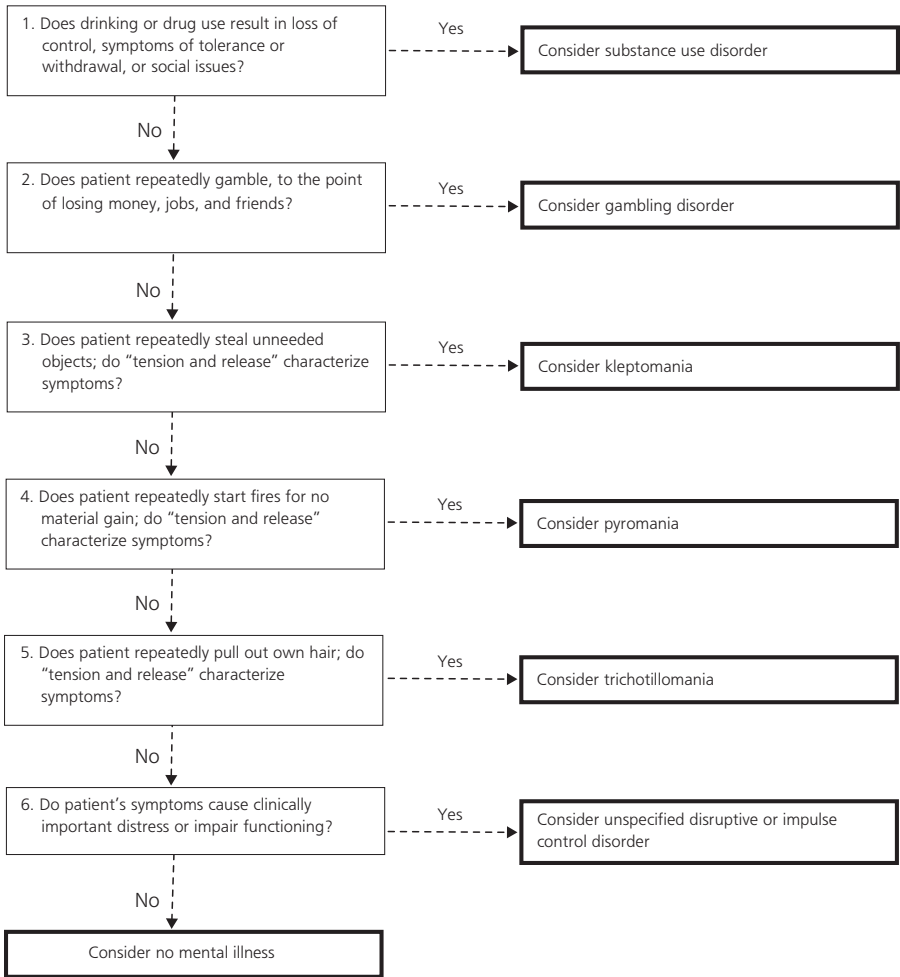 1. Does drinking or drug use result in loss of
control, symptoms of tolerance or
withdrawal, or social issues?
Yes
Consider substance use disorder
No
2. Does patient repeatedly gamble, to the point
of losing money, jobs, and friends?
Yes
Consider gambling disorder
No
3. Does patient repeatedly steal unneeded
objects; do “tension and release” characterize
symptoms?
Yes
Consider kleptomania
No
4. Does patient repeatedly start fires for no
material gain; do “tension and release”
characterize symptoms?
Yes
Consider pyromania
No
5. Does patient repeatedly pull out own hair; do
“tension and release” characterize
symptoms?
Yes
Consider trichotillomania
No
6. Do patient’s symptoms cause clinically
important distress or impair functioning?
Yes
Consider unspecified disruptive or impulse
control disorder
No
Consider no mental illness